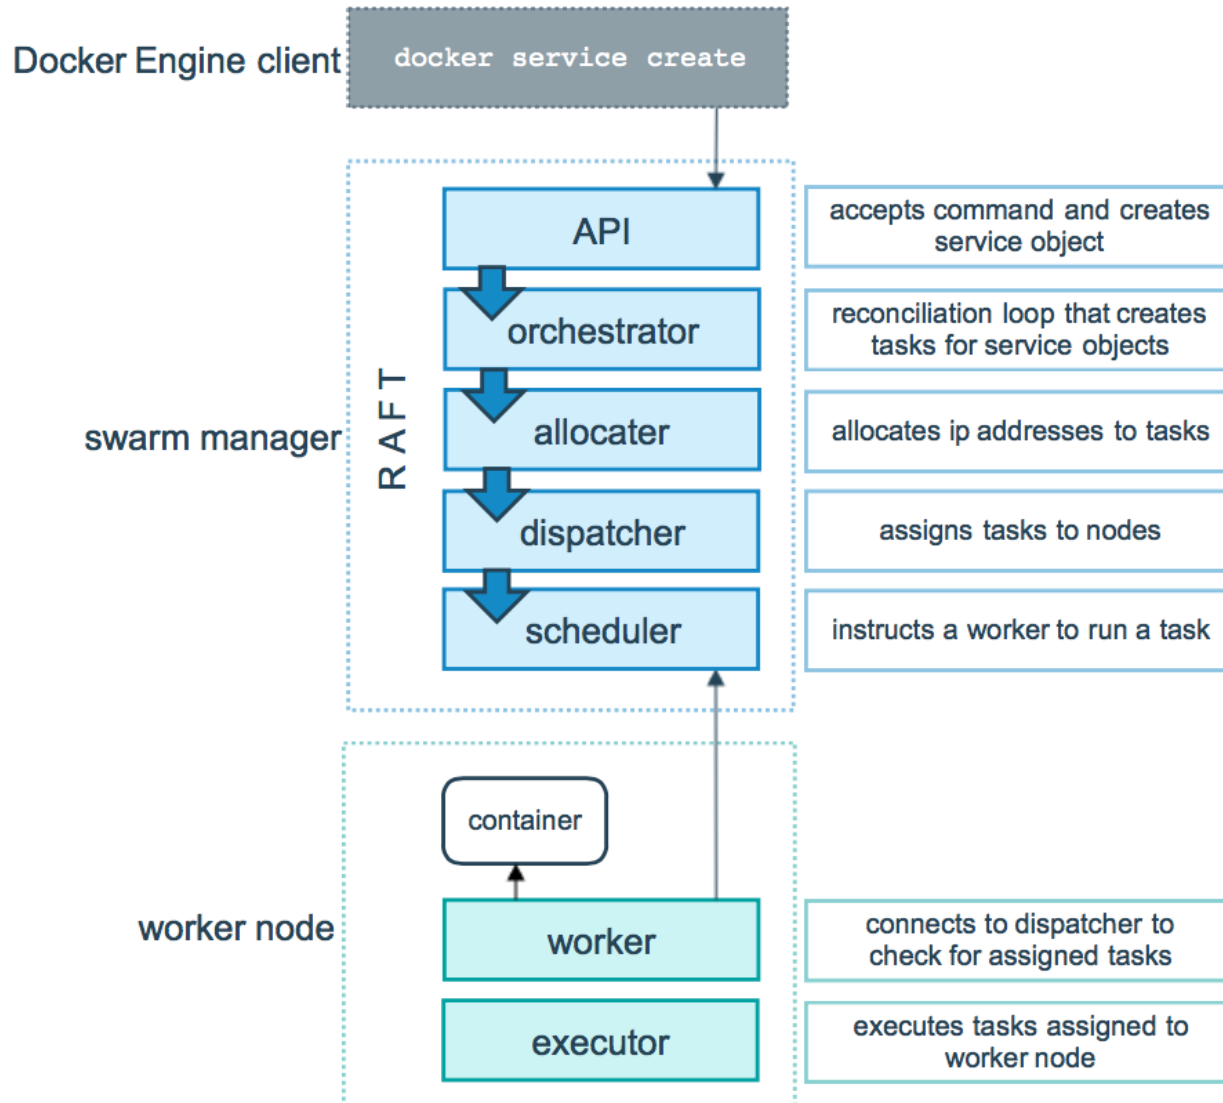 Docker Engine client
docker service create
swarm manager
RAFT
API
accepts command and creates
service object
orchestrator
reconciliation loop that creates
tasks for service objects
allocater
allocates ip addresses to tasks
dispatcher
assigns tasks to nodes
scheduler
instructs a worker to run a task
worker node
container
worker
connects to dispatcher to
check for assigned tasks
executor
executes tasks assigned to
worker node